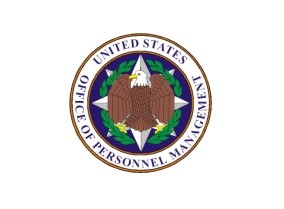 UNITED STATES
OFFICE OF PERSONNEL MANAGEMENT